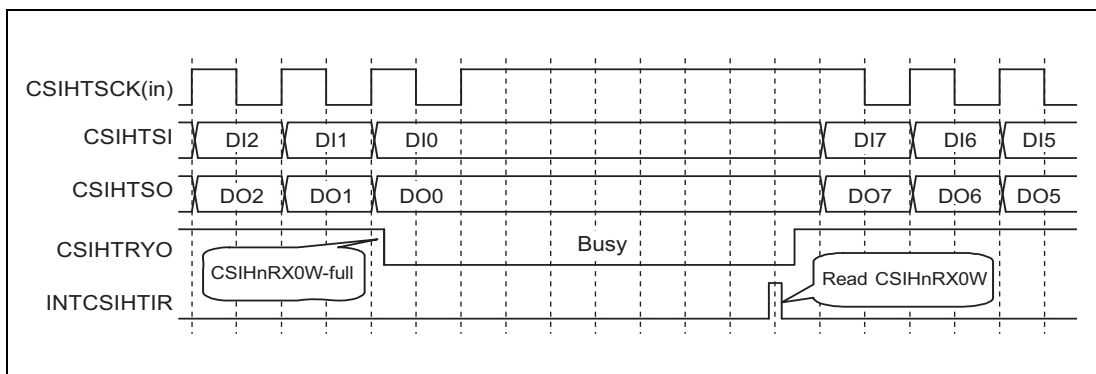 CSIHTSCK(in)
CSIHTSI DI2 DI1 DI0 DI7 DI6 DI5
CSIHTSO DO2 DO1 DO0 DO7 DO6 DO5
CSIHTRYO Busy
CSIHnRX0W-full
Read CSIHnRX0W
INTCSIHTIR